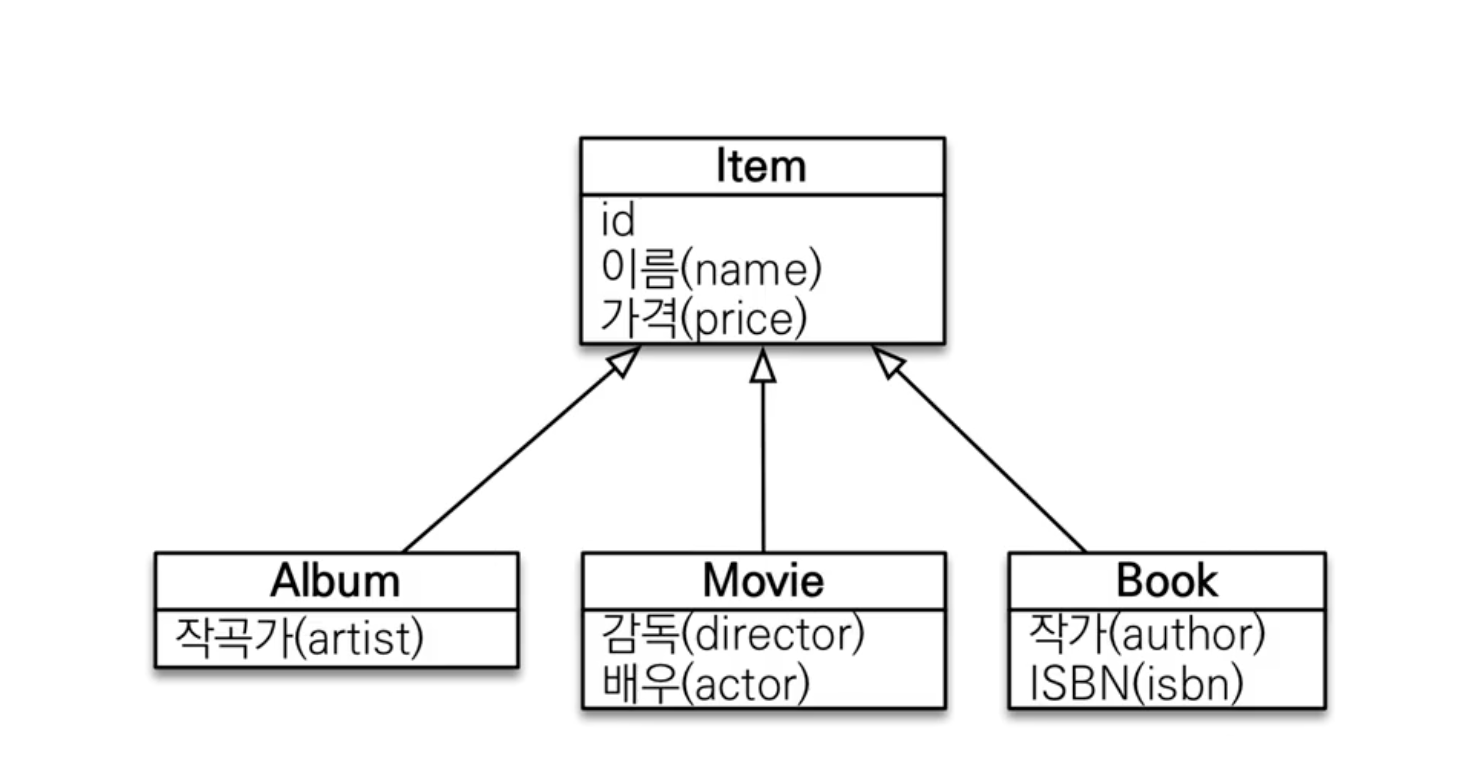 Item
id
이름(name)
가격(price)
Album
작곡가(artist)
Movie
감독(director)
배우(actor)
Book
작가(author)
ISBN(isbn)